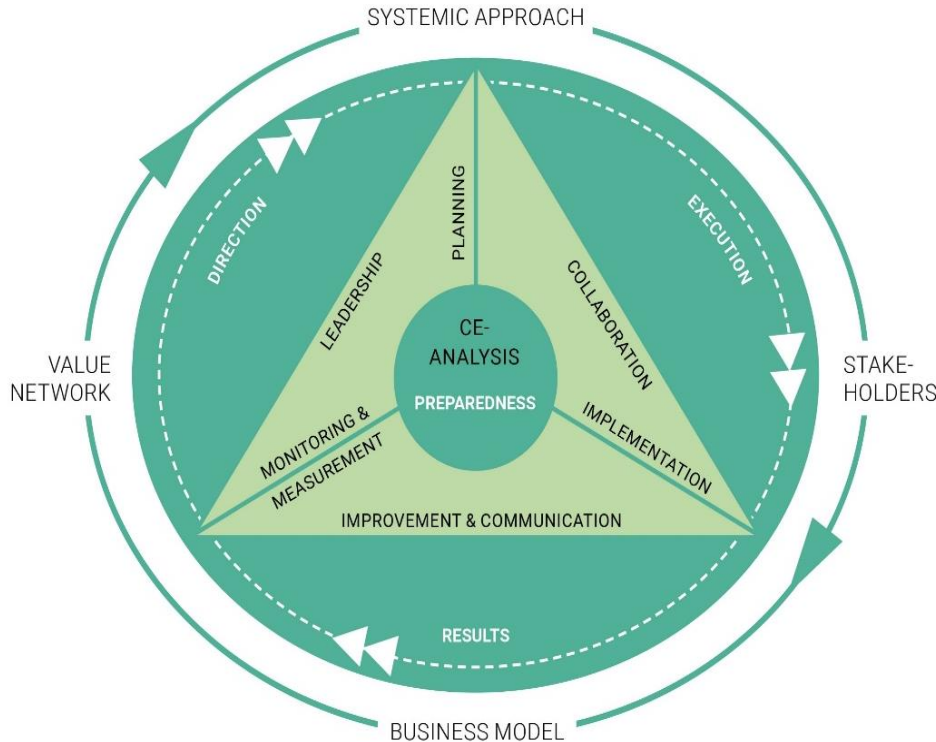 SYSTEMIC APPROACH
DIRECTION
PLANNING
EXECUTION
LEADERSHIP
COLLABORATION
CE-
ANALYSIS
PREPAREDNESS
VALUE
NETWORK
STAKE-
HOLDERS
MONITORING &
MEASUREMENT
IMPLEMENTATION
IMPROVEMENT & COMMUNICATION
RESULTS
BUSINESS MODEL